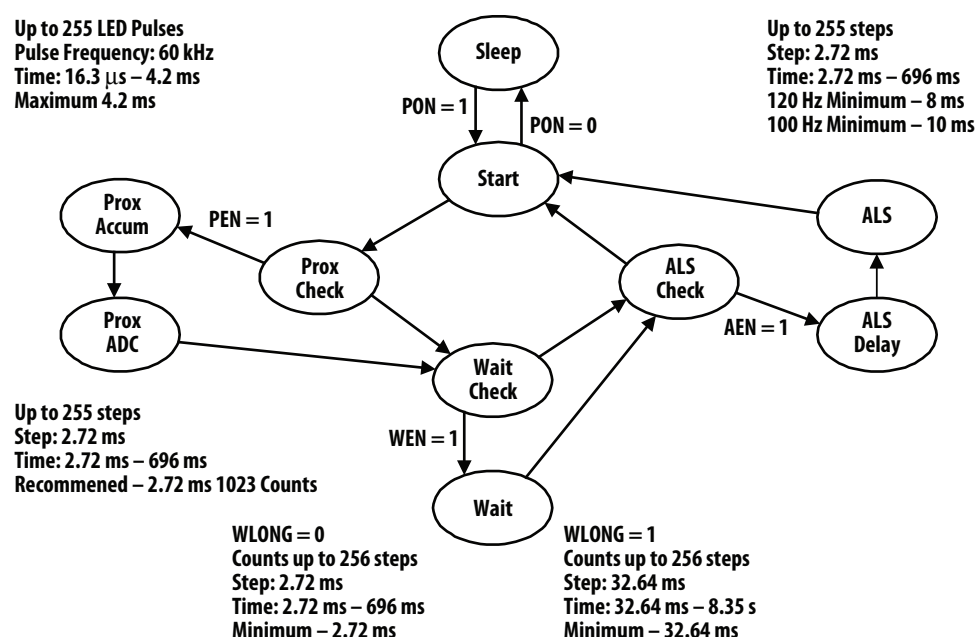 Up to 255 LED Pulses
Pulse Frequency: 60 kHz
Time: 16.3 μs – 4.2 ms
Maximum 4.2 ms
Sleep
Up to 255 steps
Step: 2.72 ms
Time: 2.72 ms – 696 ms
120 Hz Minimum – 8 ms
100 Hz Minimum – 10 ms
PON = 1
PON = 0
Start
Prox
Accum
PEN = 1
Prox
Check
ALS
Check
ALS
Prox
ADC
AEN = 1
ALS
Delay
Wait
Check
Up to 255 steps
Step: 2.72 ms
Time: 2.72 ms – 696 ms
Recommened – 2.72 ms 1023 Counts
WEN = 1
Wait
WLONG = 0
Counts up to 256 steps
Step: 2.72 ms
Time: 2.72 ms – 696 ms
Minimum – 2.72 ms
WLONG = 1
Counts up to 256 steps
Step: 32.64 ms
Time: 32.64 ms – 8.35 s
Minimum – 32.64 ms